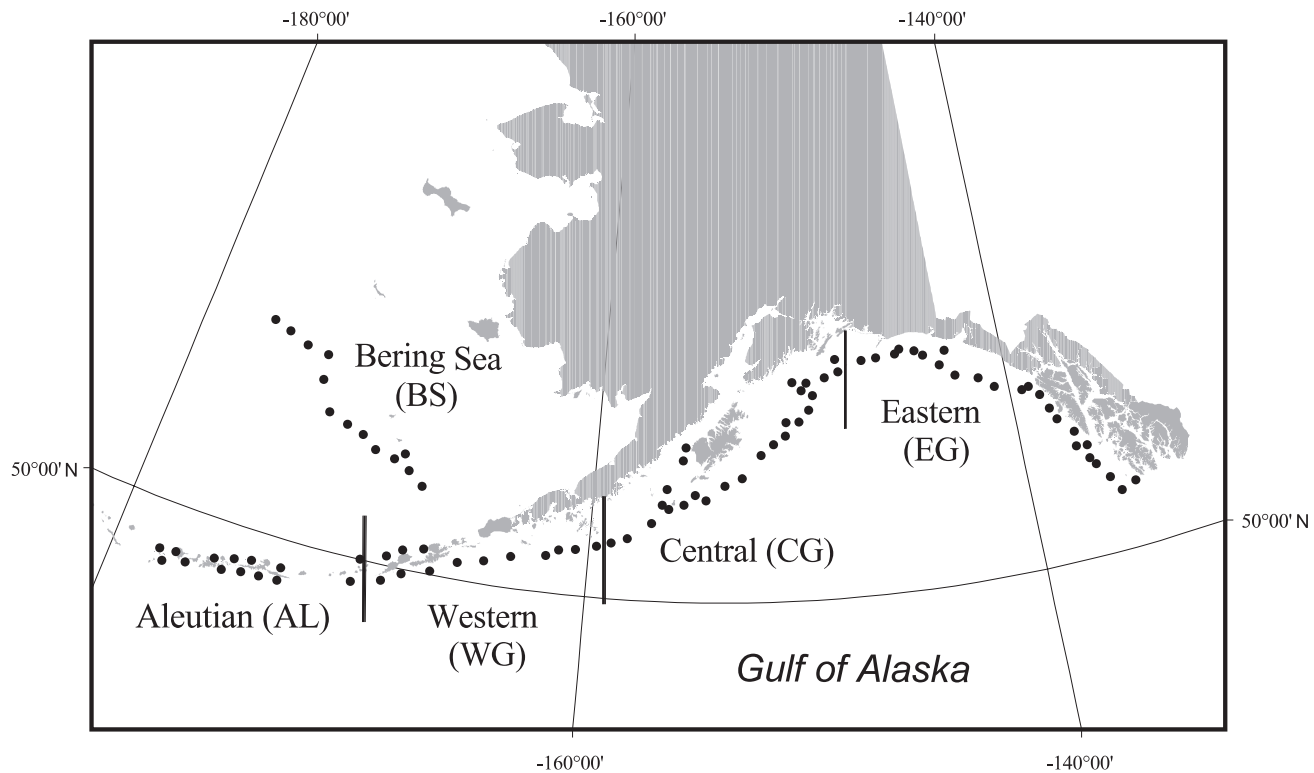 -180°00'
-160°00'
-140°00'
Bering Sea
(BS)
Eastern
(EG)
50°00' N
50°00' N
Central (CG)
Aleutian (AL)
Western
(WG)
Gulf of Alaska
-160°00'
-140°00'